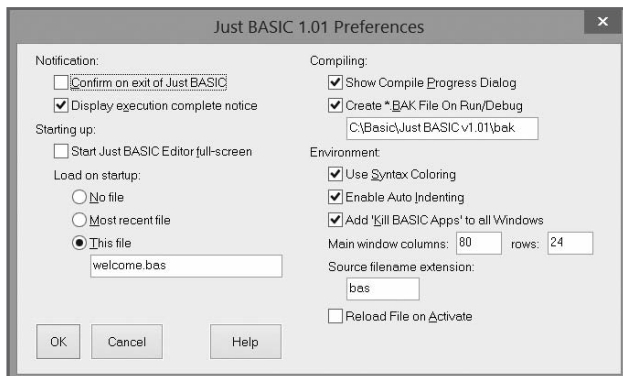 Just BASIC 1.01 Preferences
Notification:
Confirm on exit of Just BASIC
Display execution complete notice
Starting up:
Start Just BASIC Editor full-screen
Load on startup:
No file
Most recent file
This file
welcome.bas
OK
Cancel
Help
Compiling:
Show Compile Progress Dialog
Create *.BAK File On Run/Debug
C:\Basic\Just BASIC v1.01\bak
Environment:
Use Syntax Coloring
Enable Auto Indenting
Add 'Kill BASIC Apps' to all Windows
Main window columns: 80 rows: 24
Source filename extension:
bas
Reload File on Activate